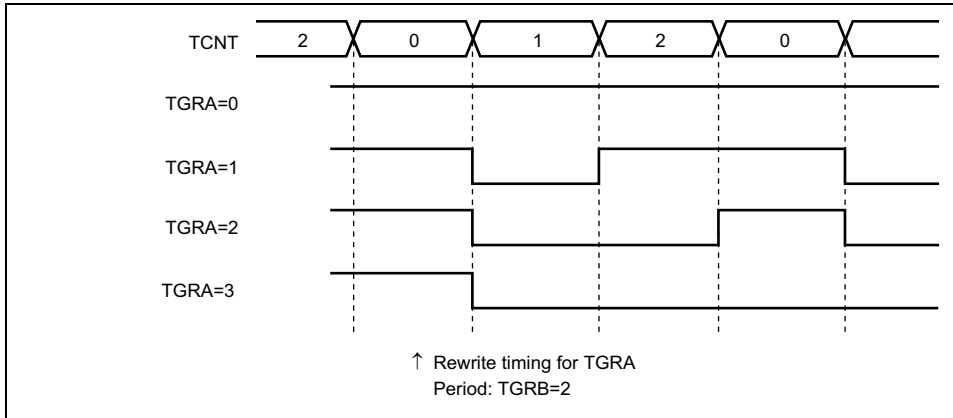 TCNT 2 0 1 2 0
TGRA=0
TGRA=1
TGRA=2
TGRA=3
↑ Rewrite timing for TGRA
Period: TGRB=2